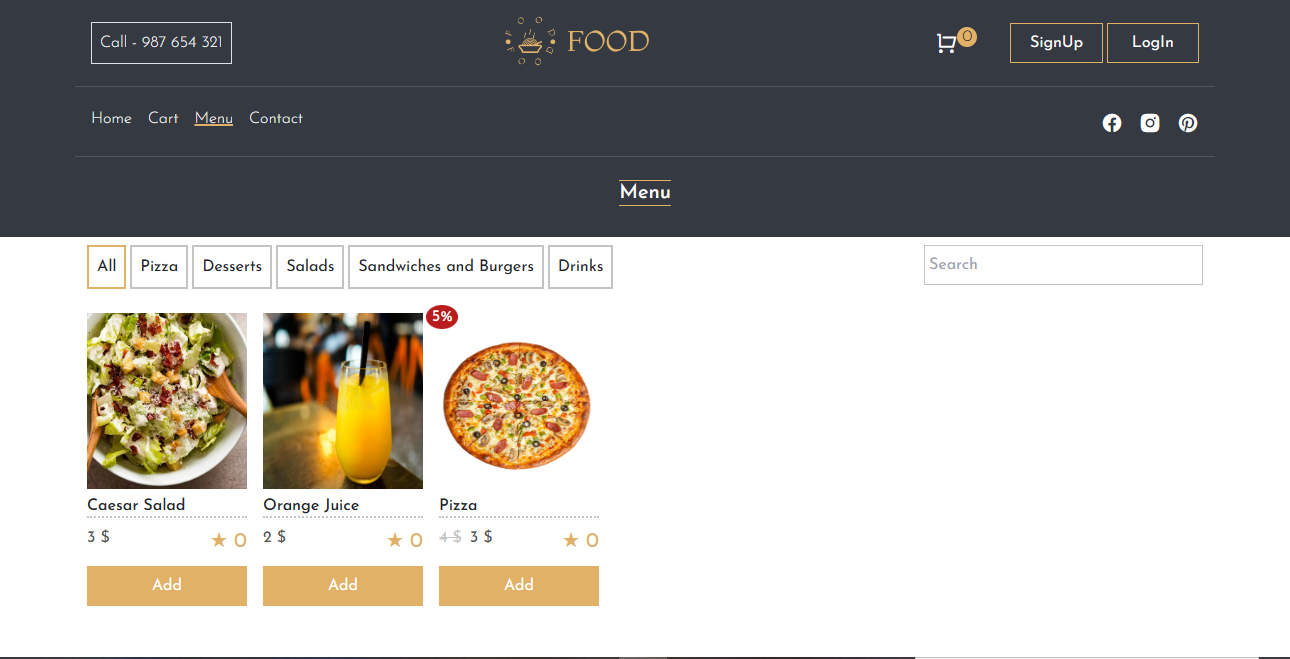 Call - 987 654 321
FOOD
0
SignUp
LogIn
Home
Cart
Menu
Contact
Menu
All
Pizza
Desserts
Salads
Sandwiches and Burgers
Drinks
Search
5%
Caesar Salad
Orange Juice
Pizza
3 $
★ 0
2 $
★ 0
4 $ 3 $
★ 0
Add
Add
Add